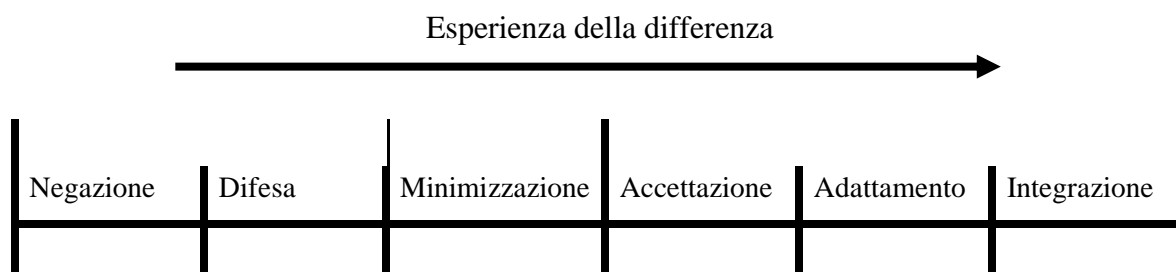 Esperienza della differenza
Negazione Difesa Minimizzazione Accettazione Adattamento Integrazione